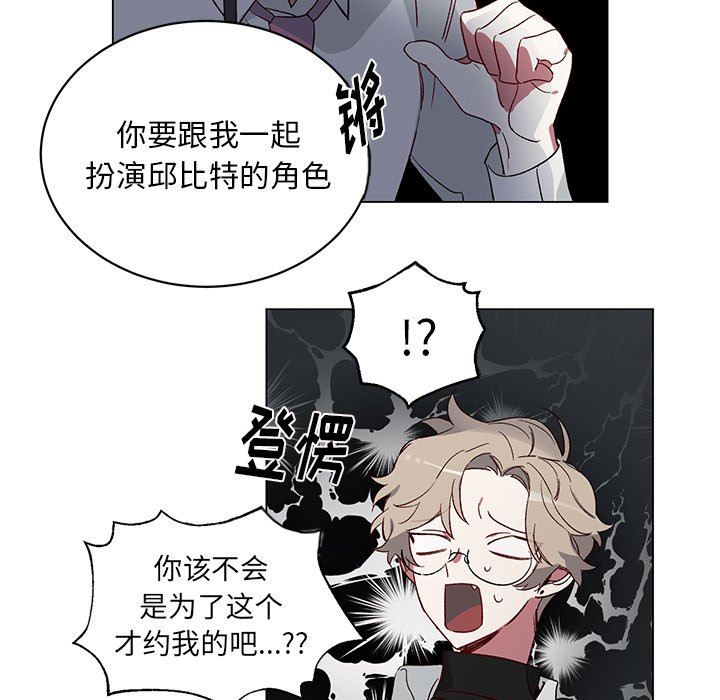 你要跟我一起
扮演邱比特的角色
锵
!?
登愣
你该不会
是为了这个
才约我的吧...??